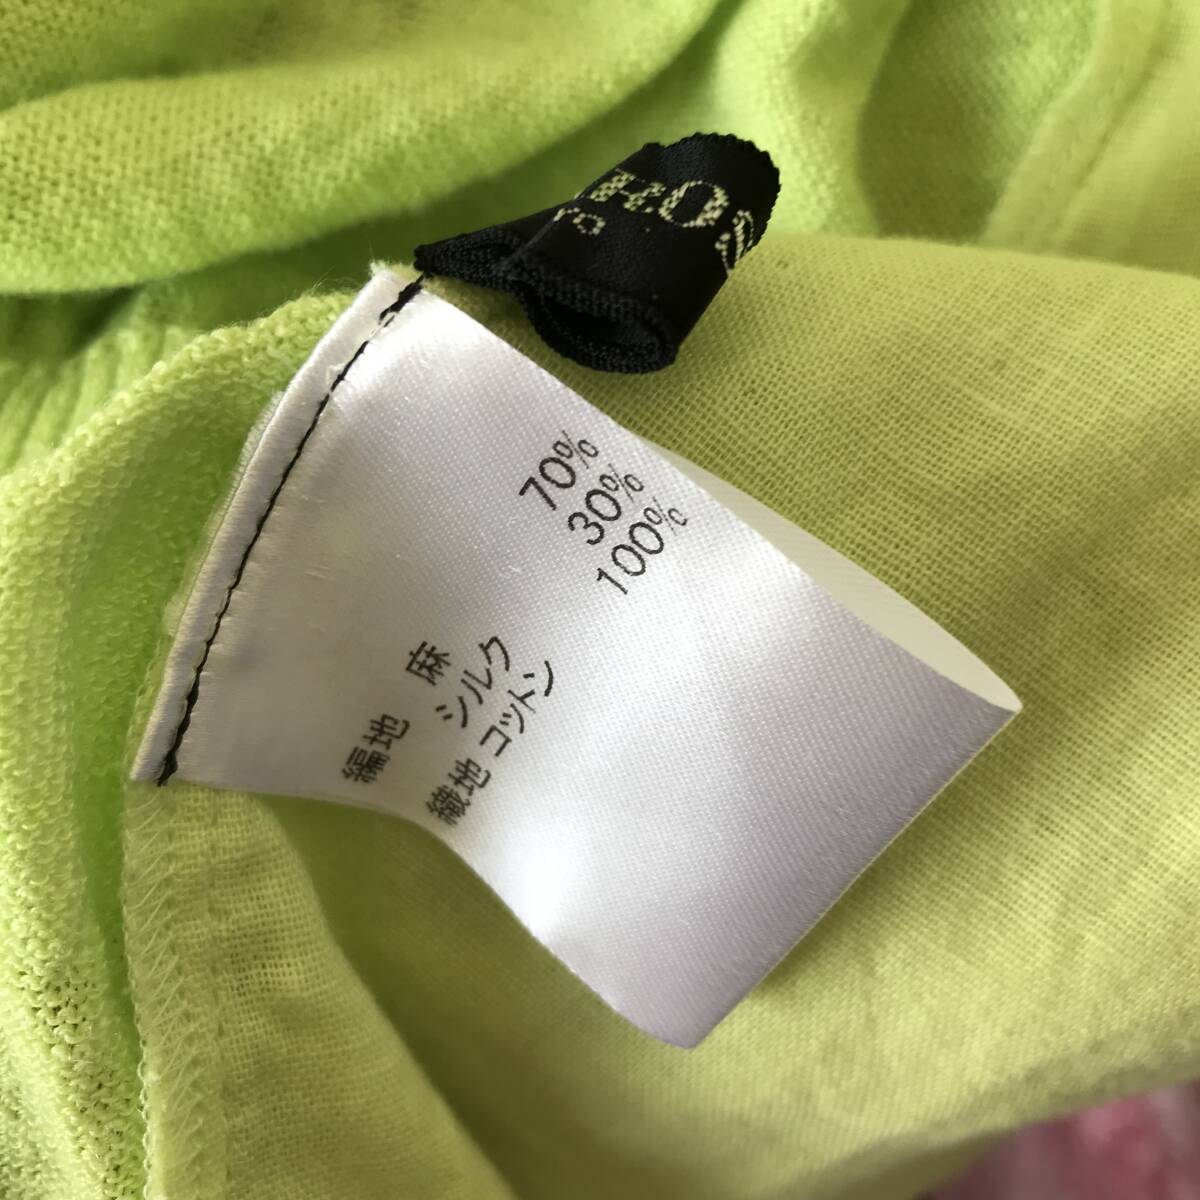 編地 麻 70%
シルク 30%
織地 コットン 100%